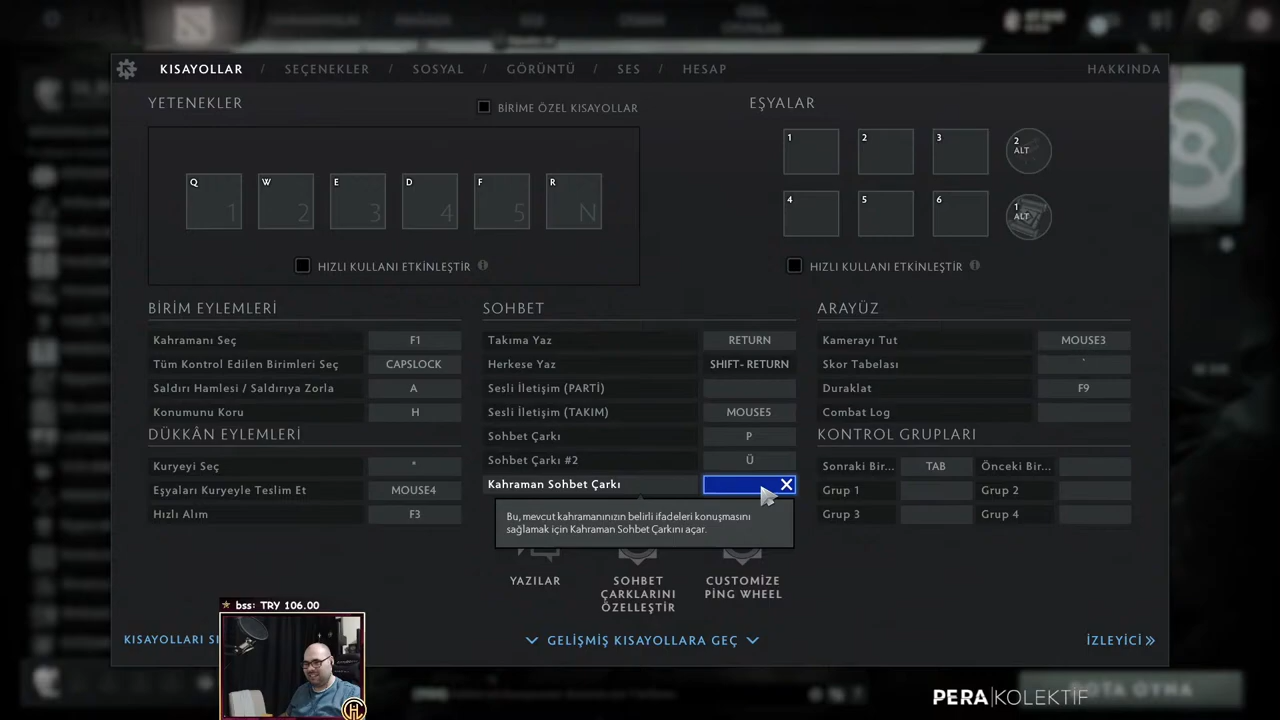 KISAYOLLAR / SEÇENEKLER / SOSYAL / GÖRÜNTÜ / SES / HESAP
HAKKINDA
YETENEKLER
BİRİME ÖZEL KISAYOLLAR
Q W E D F R
1 2 3 4 5 N
HIZLI KULLANI ETKİNLEŞTİR
EŞYALAR
1 2 3 2 ALT
4 5 6 1 ALT
HIZLI KULLANI ETKİNLEŞTİR
BİRİM EYLEMLERİ
Kahramanı Seç F1
Tüm Kontrol Edilen Birimleri Seç CAPSLOCK
Saldırı Hamlesi / Saldırıya Zorla A
Konumunu Koru H
DÜKKÂN EYLEMLERİ
Kuryeyi Seç *
Eşyaları Kuryeyle Teslim Et MOUSE4
Hızlı Alım F3
SOHBET
Takıma Yaz RETURN
Herkese Yaz SHIFT- RETURN
Sesli İletişim (PARTİ)
Sesli İletişim (TAKIM) MOUSE5
Sohbet Çarkı P
Sohbet Çarkı #2 Ü
Kahraman Sohbet Çarkı
Bu, mevcut kahramanınızın belirli ifadeleri konuşmasını
sağlamak için Kahraman Sohbet Çarkını açar.
YAZILAR
SOHBET
ÇARKLARINI
ÖZELLEŞTİR
CUSTOMIZE
PING WHEEL
ARAYÜZ
Kamerayı Tut MOUSE3
Skor Tabelası `
Duraklat F9
Combat Log
KONTROL GRUPLARI
Sonraki Bir... TAB Önceki Bir...
Grup 1 Grup 2
Grup 3 Grup 4
bss: TRY 106.00
KISAYOLLARI SI
GELİŞMİŞ KISAYOLLARA GEÇ
İZLEYİCİ
PERA|KOLEKTİF